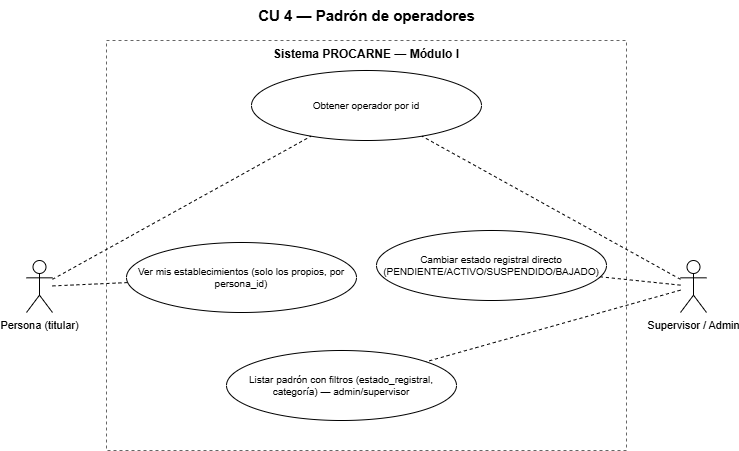 CU 4 — Padrón de operadores
Sistema PROCARNE — Módulo I
Obtener operador por id
Cambiar estado registral directo
(PENDIENTE/ACTIVO/SUSPENDIDO/BAJADO)
Ver mis establecimientos (solo los propios, por
persona_id)
Persona (titular)
Supervisor / Admin
Listar padrón con filtros (estado_registral,
categoría) — admin/supervisor